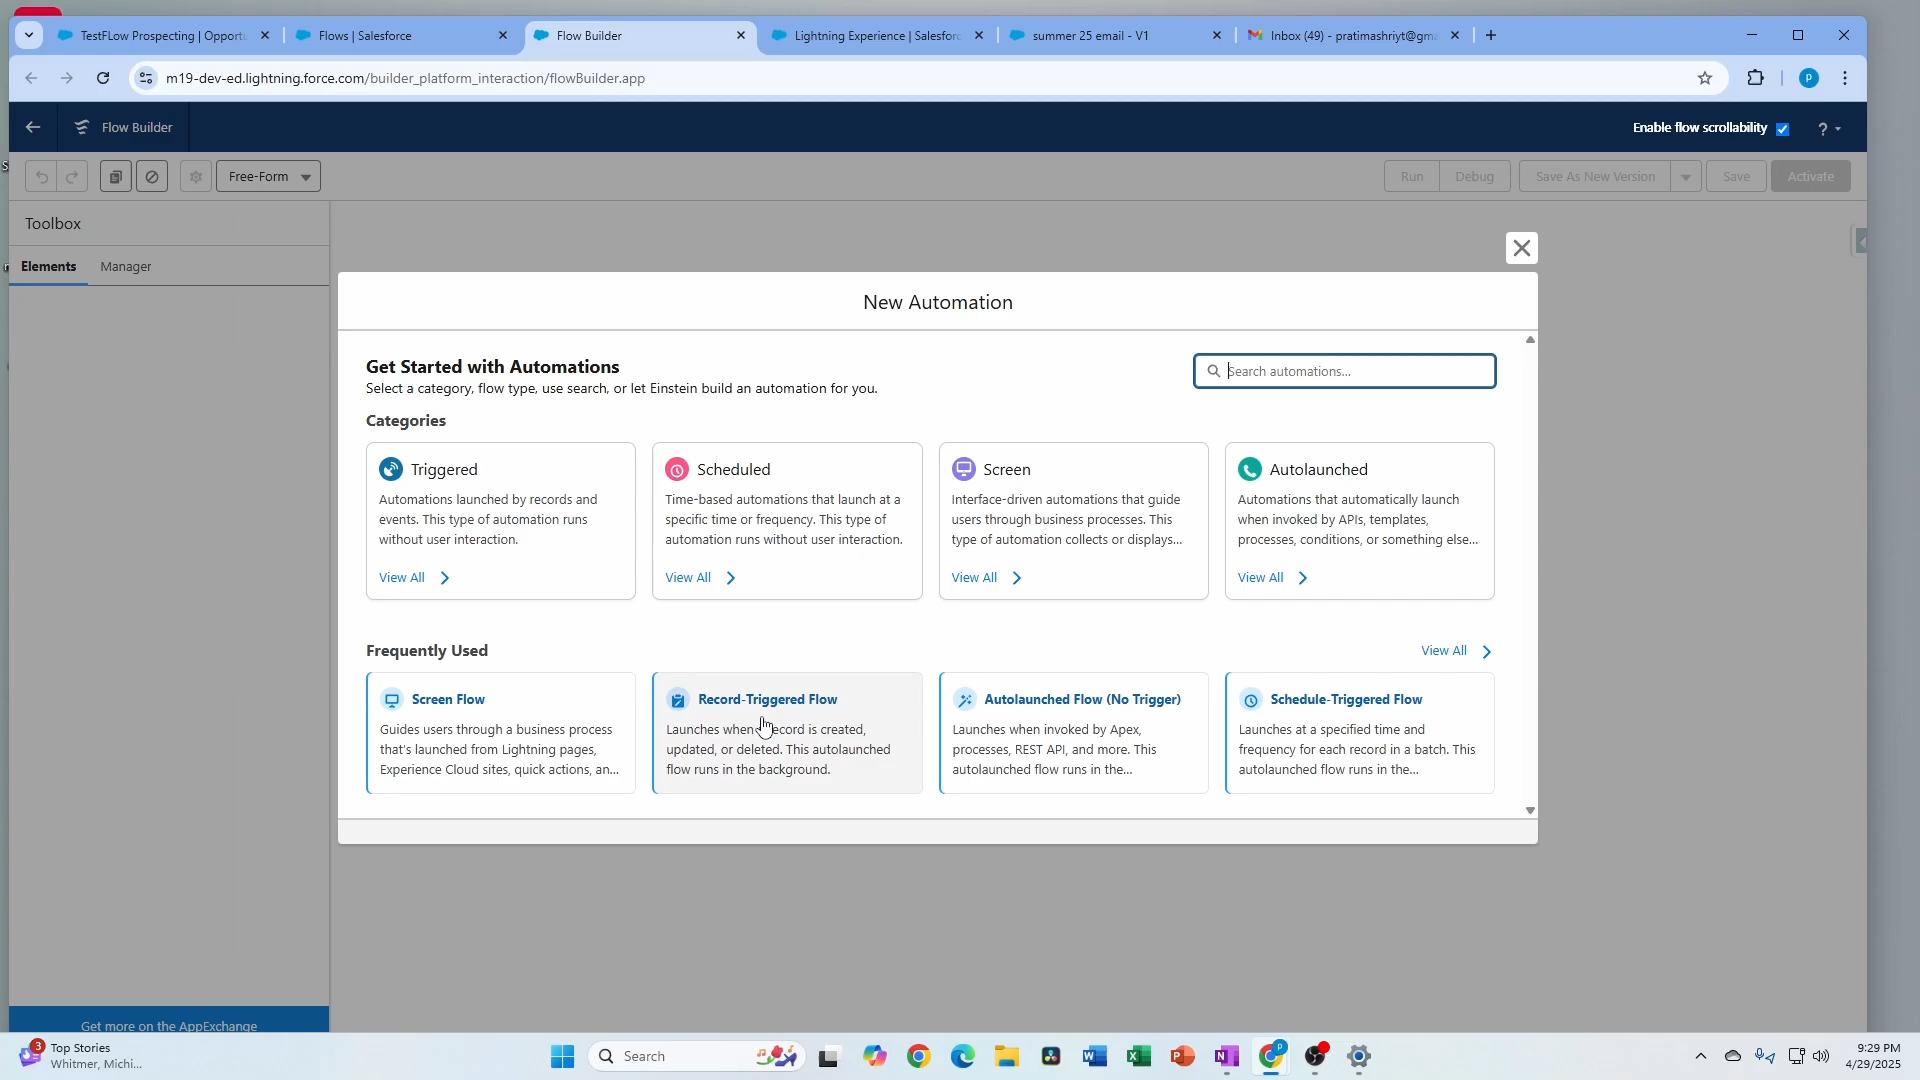 TestFLow Prospecting | Opportu
Flows | Salesforce
Flow Builder
Lightning Experience | Salesforc
summer 25 email - V1
Inbox (49) - pratimashriyt@gma
m19-dev-ed.lightning.force.com/builder_platform_interaction/flowBuilder.app
P
Flow Builder
Enable flow scrollability
?
Free-Form
Run
Debug
Save As New Version
Save
Activate
Toolbox
Elements
Manager
New Automation
Get Started with Automations
Select a category, flow type, use search, or let Einstein build an automation for you.
Search automations...
Categories
Triggered
Automations launched by records and
events. This type of automation runs
without user interaction.
View All
Scheduled
Time-based automations that launch at a
specific time or frequency. This type of
automation runs without user interaction.
View All
Screen
Interface-driven automations that guide
users through business processes. This
type of automation collects or displays...
View All
Autolaunched
Automations that automatically launch
when invoked by APIs, templates,
processes, conditions, or something else...
View All
Frequently Used
View All
Screen Flow
Guides users through a business process
that's launched from Lightning pages,
Experience Cloud sites, quick actions, an...
Record-Triggered Flow
Launches when record is created,
updated, or deleted. This autolaunched
flow runs in the background.
Autolaunched Flow (No Trigger)
Launches when invoked by Apex,
processes, REST API, and more. This
autolaunched flow runs in the...
Schedule-Triggered Flow
Launches at a specified time and
frequency for each record in a batch. This
autolaunched flow runs in the...
Get more on the AppExchange
3
Top Stories
Whitmer, Michi...
Search
9:29 PM
4/29/2025